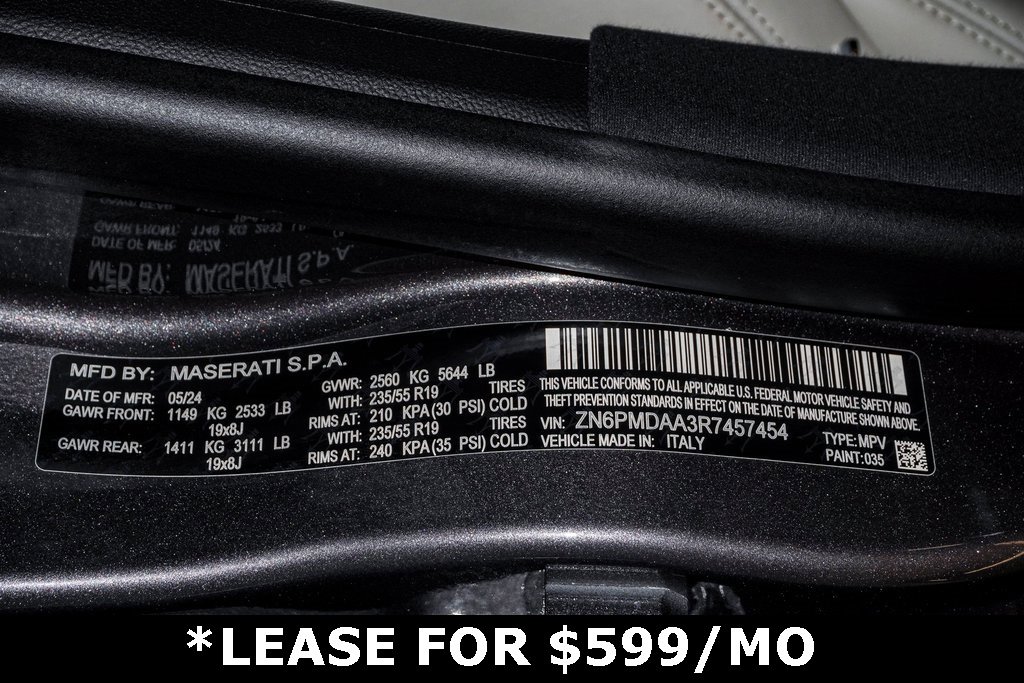 MFD BY: MASERATI S.P.A.
DATE OF MFR: 05/24
GAWR FRONT: 1149 KG 2533 LB
19x8J
GAWR REAR: 1411 KG 3111 LB
19x8J
GVWR: 2560 KG 5644 LB
WITH: 235/55 R19 TIRES
RIMS AT: 210 KPA(30 PSI) COLD
WITH: 235/55 R19 TIRES
RIMS AT: 240 KPA(35 PSI) COLD
THIS VEHICLE CONFORMS TO ALL APPLICABLE U.S. FEDERAL MOTOR VEHICLE SAFETY AND
THEFT PREVENTION STANDARDS IN EFFECT ON THE DATE OF MANUFACTURE SHOWN ABOVE.
VIN: ZN6PMDAA3R7457454
VEHICLE MADE IN: ITALY
TYPE: MPV
PAINT: 035
*LEASE FOR $599/MO